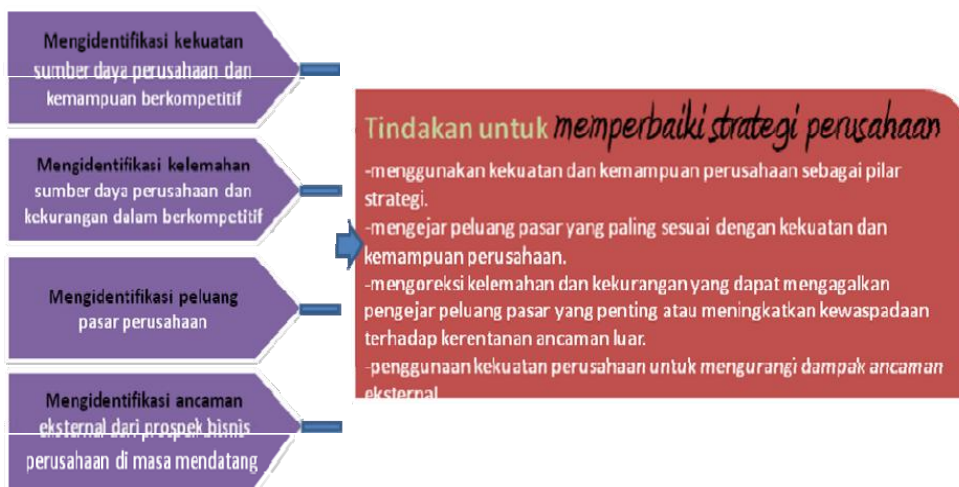 Mengidentifikasi kekuatan
sumber daya perusahaan dan
kemampuan berkompetitif
Mengidentifikasi kelemahan
sumber daya perusahaan dan
kekurangan dalam berkompetitif
Mengidentifikasi peluang
pasar perusahaan
Mengidentifikasi ancaman
eksternal dari prospek bisnis
perusahaan di masa mendatang
Tindakan untuk memperbaiki strategi perusahaan
-menggunakan kekuatan dan kemampuan perusahaan sebagai pilar
strategi.
-mengejar peluang pasar yang paling sesuai dengan kekuatan dan
kemampuan perusahaan.
-mengoreksi kelemahan dan kekurangan yang dapat mengagalkan
pengejar peluang pasar yang penting atau meningkatkan kewaspadaan
terhadap kerentanan ancaman luar.
-penggunaan kekuatan perusahaan untuk mengurangi dampak ancaman
eksternal